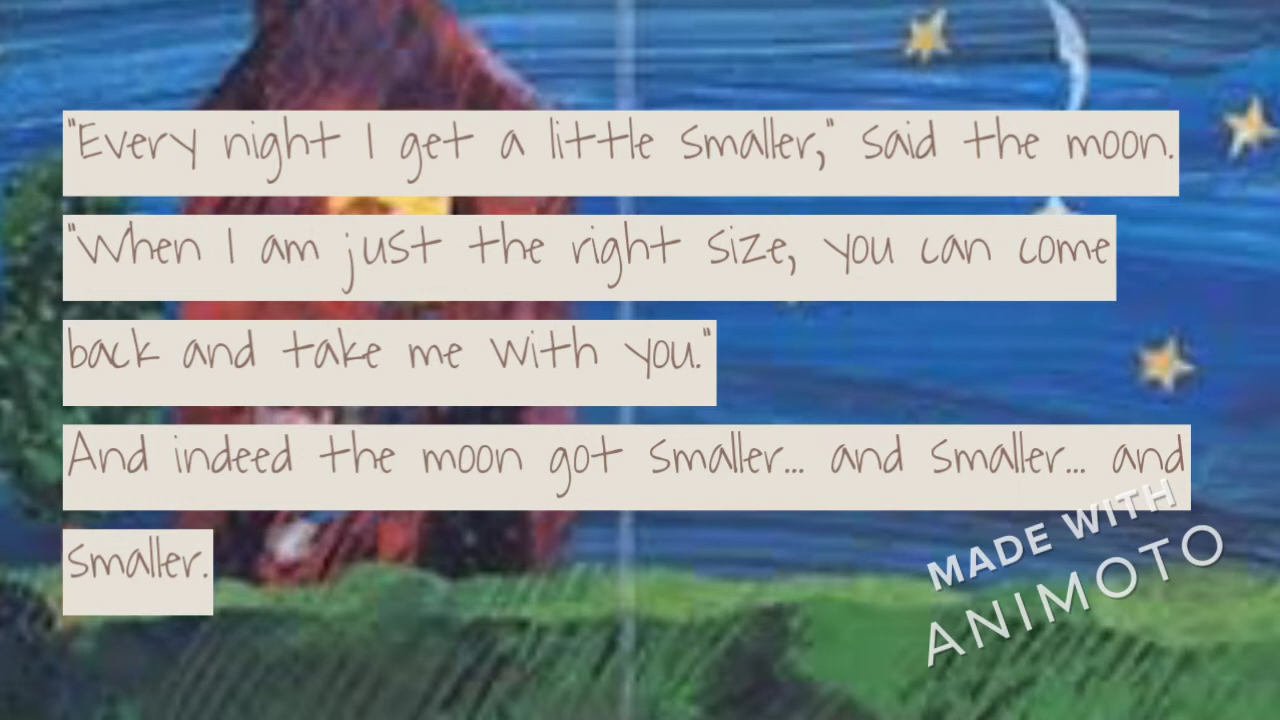 "Every night I get a little smaller," said the moon.
"When I am just the right size, you can come
back and take me with you."
And indeed the moon got smaller... and smaller... and
smaller.
MADE WITH
ANIMOTO